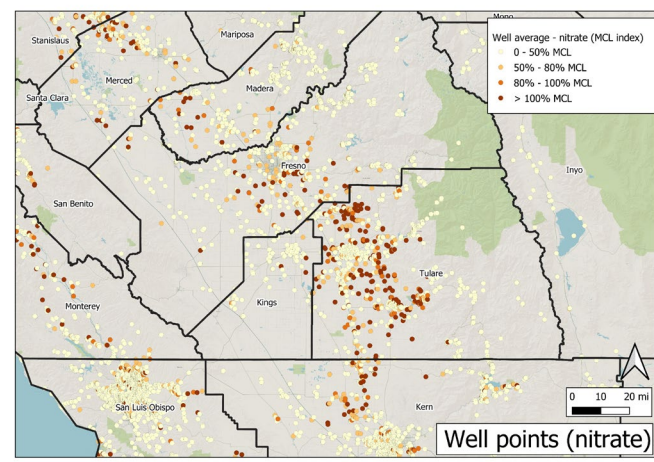 Mono
Mariposa
Stanislaus
Merced
Madera
Santa Clara
Fresno
Inyo
San Benito
Tulare
Kings
Monterey
San Luis Obispo
Kern
Well average - nitrate (MCL index)
0 - 50% MCL
50% - 80% MCL
80% - 100% MCL
> 100% MCL
0 10 20 mi
Well points (nitrate)